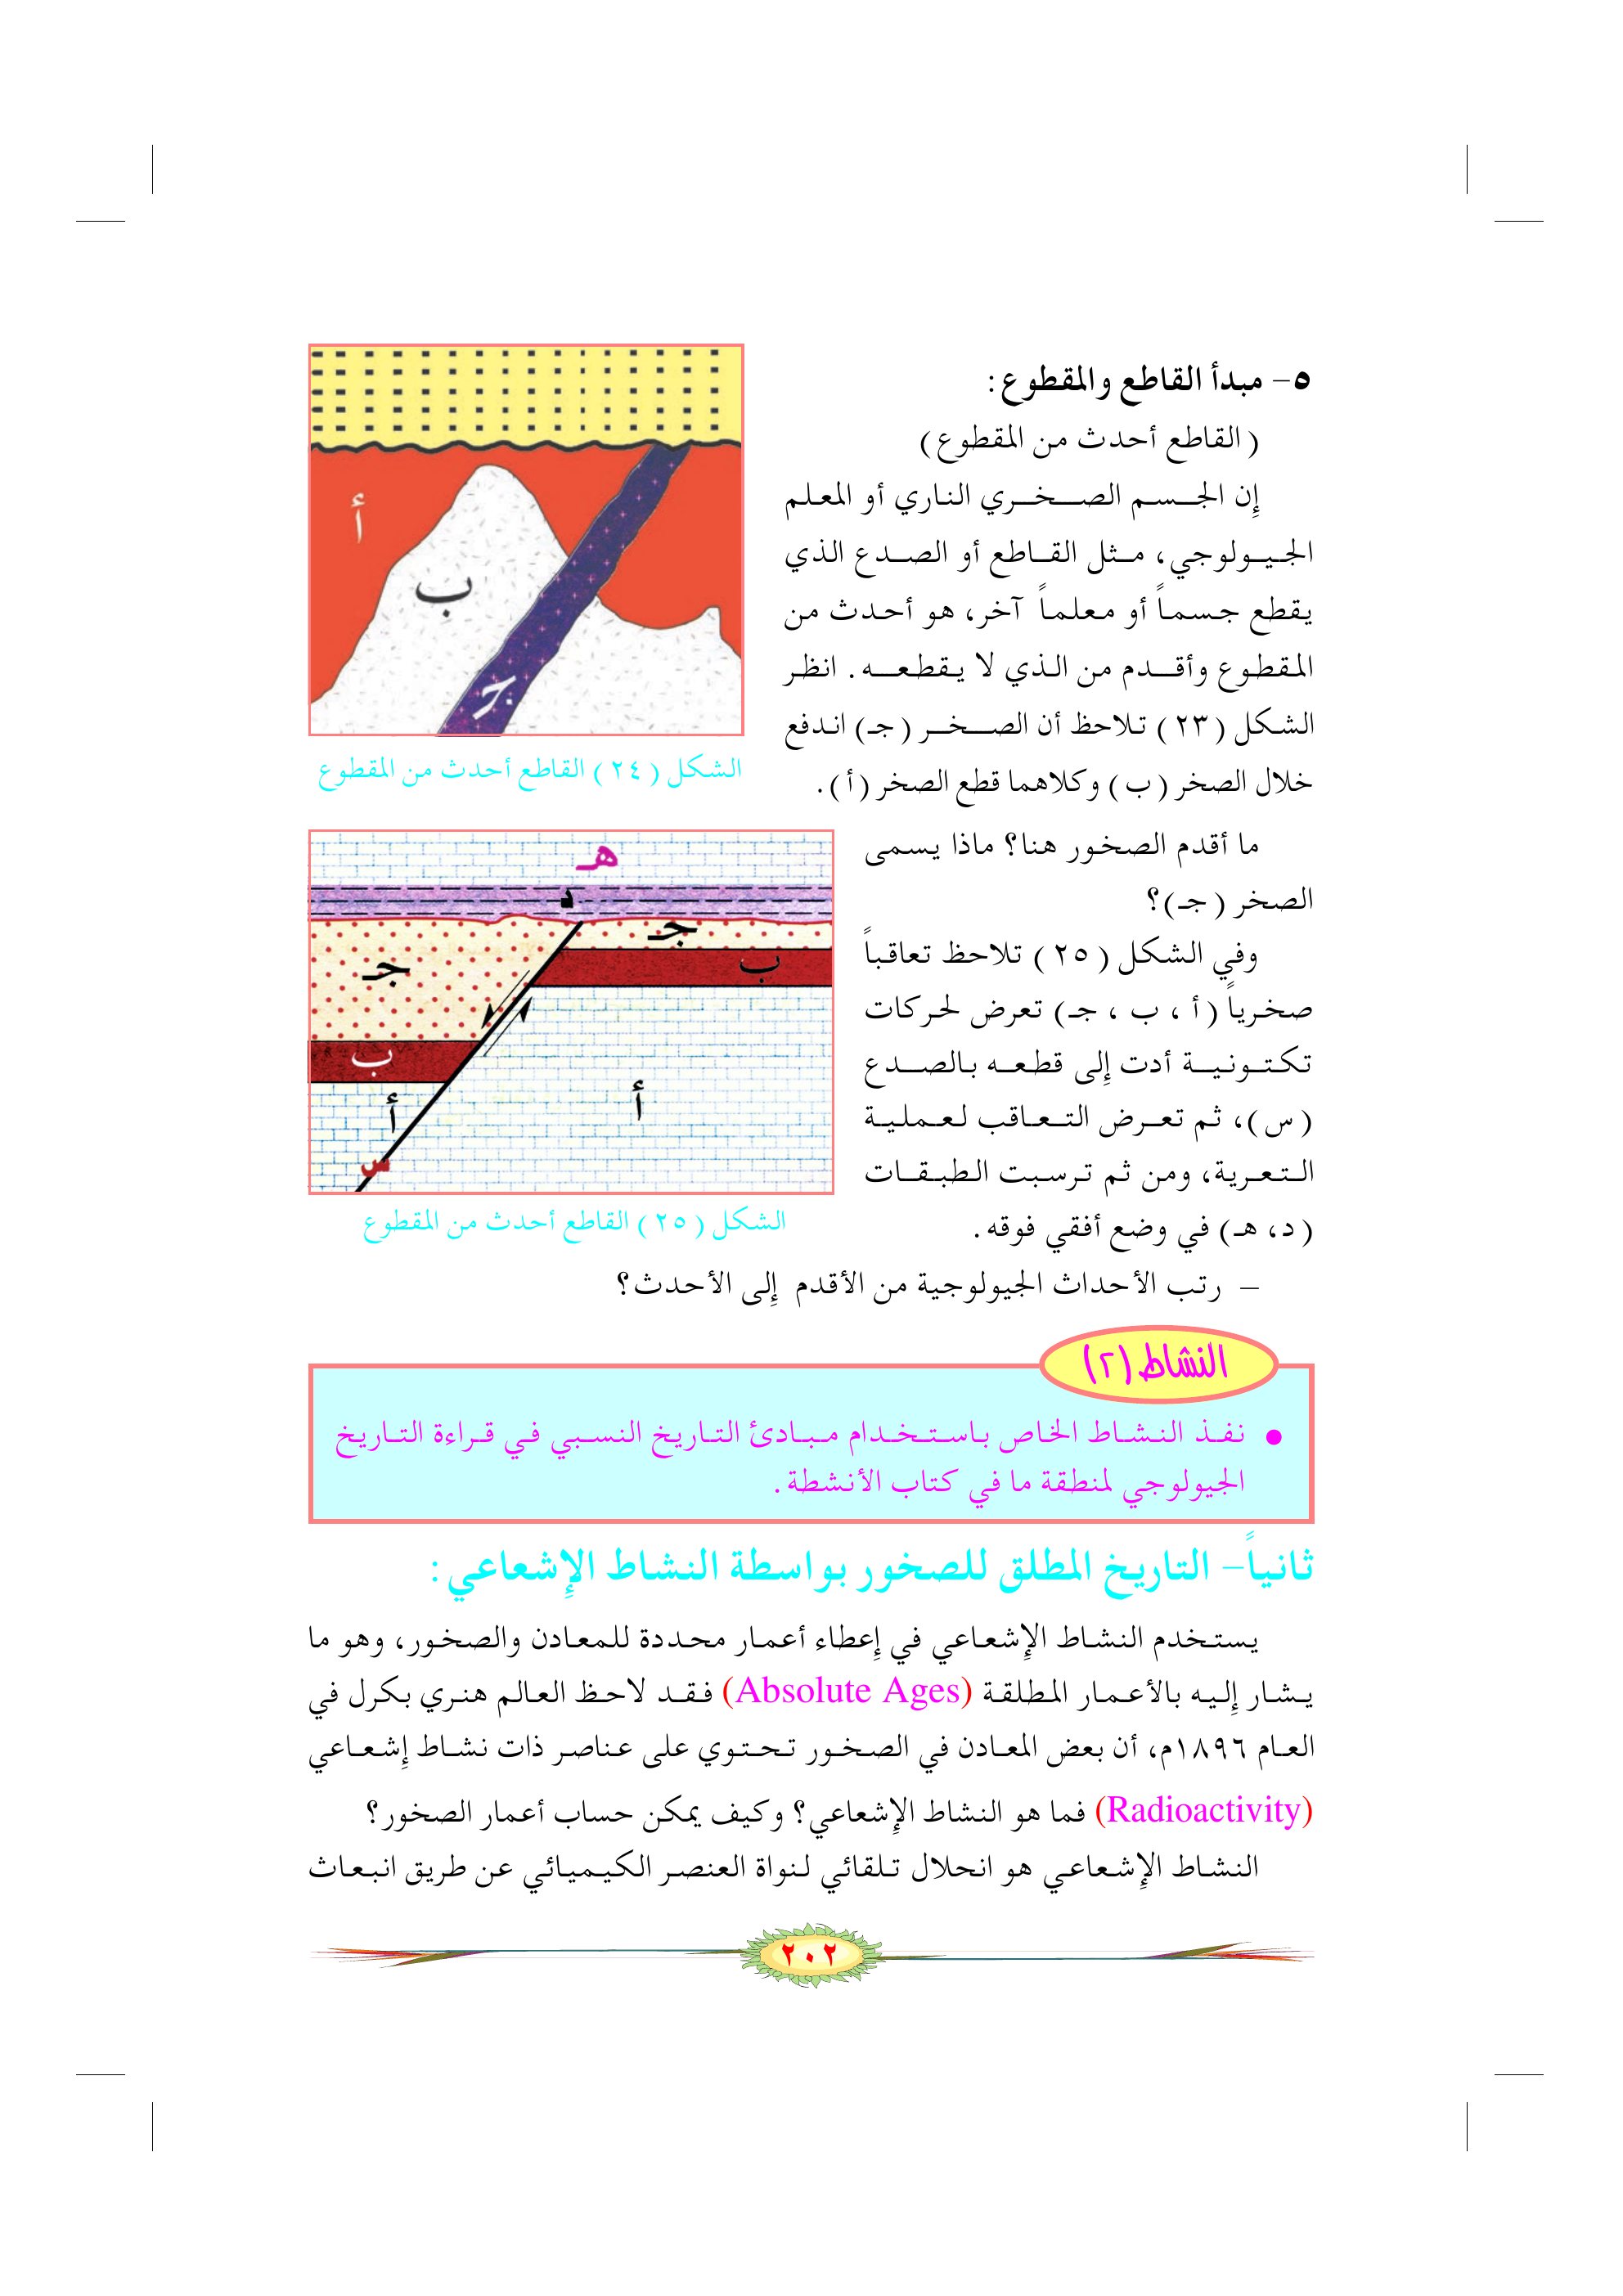 ٥- مبدأ القاطع والمقطوع:
(القاطع أحدث من المقطوع)
إن الجسم الصخري الناري أو المعلم
الجيولوجي، مثل القاطع أو الصدع الذي
يقطع جسماً أو معلماً آخر، هو أحدث من
المقطوع وأقدم من الذي لا يقطعه. انظر
الشكل (٢٣) تلاحظ أن الصخر (جـ) اندفع
خلال الصخر (ب) وكلاهما قطع الصخر (أ).
أ
ب
جـ
الشكل (٢٤) القاطع أحدث من المقطوع
ما أقدم الصخور هنا؟ ماذا يسمى
الصخر (جـ)؟
وفي الشكل (٢٥) تلاحظ تعاقباً
صخرياً (أ ، ب ، جـ) تعرض لحركات
تكتونية أدت إلى قطعه بالصدع
(س)، ثم تعرض التعاقب لعملية
التعرية، ومن ثم ترسبت الطبقات
(د، هـ) في وضع أفقي فوقه.
هـ
د
جـ
جـ
ب
ب
أ
أ
س
الشكل (٢٥) القاطع أحدث من المقطوع
– رتب الأحداث الجيولوجية من الأقدم إلى الأحدث؟
النشاط (٢)
● نفذ النشاط الخاص باستخدام مبادئ التاريخ النسبي في قراءة التاريخ
الجيولوجي لمنطقة ما في كتاب الأنشطة.
ثانياً- التاريخ المطلق للصخور بواسطة النشاط الإشعاعي:
يستخدم النشاط الإشعاعي في إعطاء أعمار محددة للمعادن والصخور، وهو ما
يشار إليه بالأعمار المطلقة (Absolute Ages) فقد لاحظ العالم هنري بكرل في
العام ١٨٩٦م، أن بعض المعادن في الصخور تحتوي على عناصر ذات نشاط إشعاعي
(Radioactivity) فما هو النشاط الإشعاعي؟ وكيف يمكن حساب أعمار الصخور؟
النشاط الإشعاعي هو انحلال تلقائي لنواة العنصر الكيميائي عن طريق انبعاث
٢٠٢